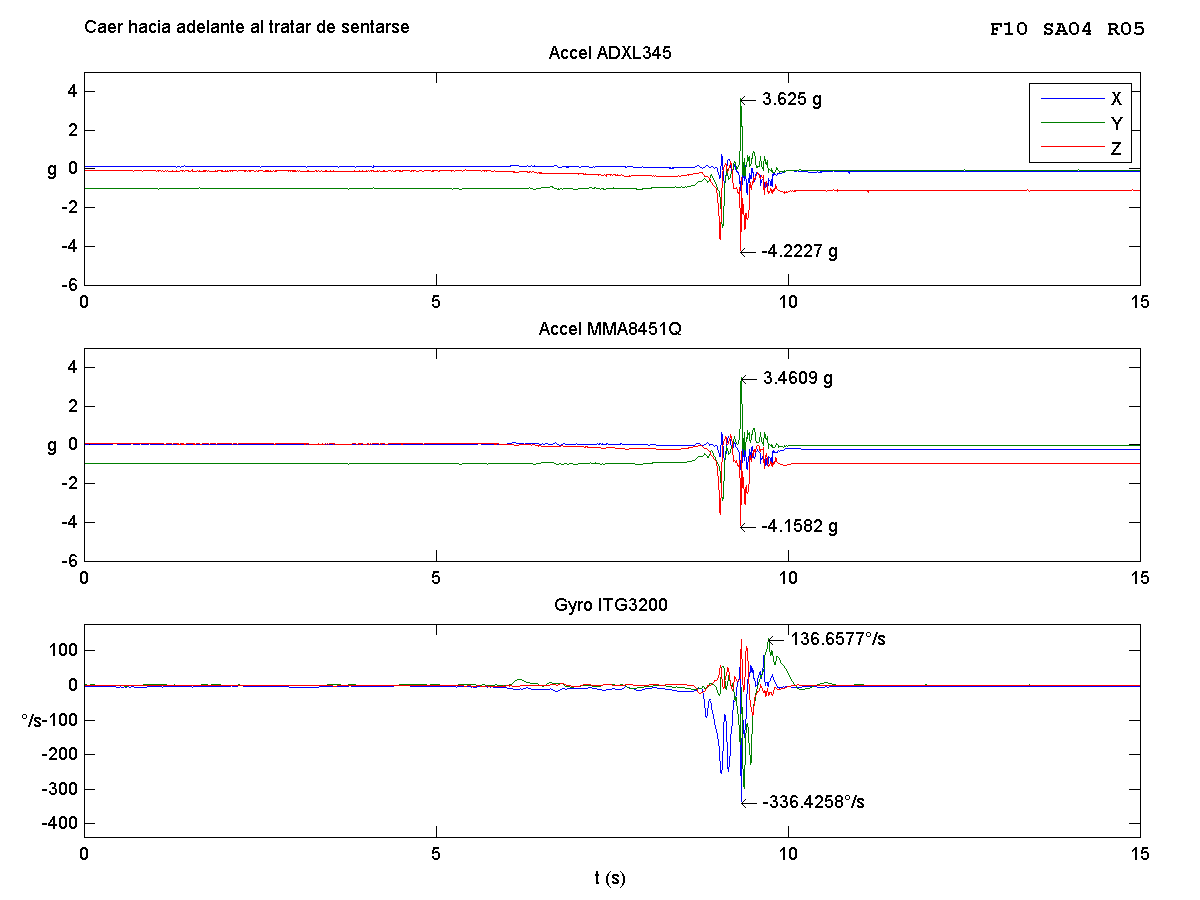 Caer hacia adelante al tratar de sentarse
F10 SA04 R05
Accel ADXL345
4
2
0
-2
-4
-6
g
3.625 g
-4.2227 g
X
Y
Z
0 5 10 15
Accel MMA8451Q
4
2
0
-2
-4
-6
g
3.4609 g
-4.1582 g
0 5 10 15
Gyro ITG3200
100
0
-100
-200
-300
-400
°/s
136.6577°/s
-336.4258°/s
0 5 10 15
t (s)